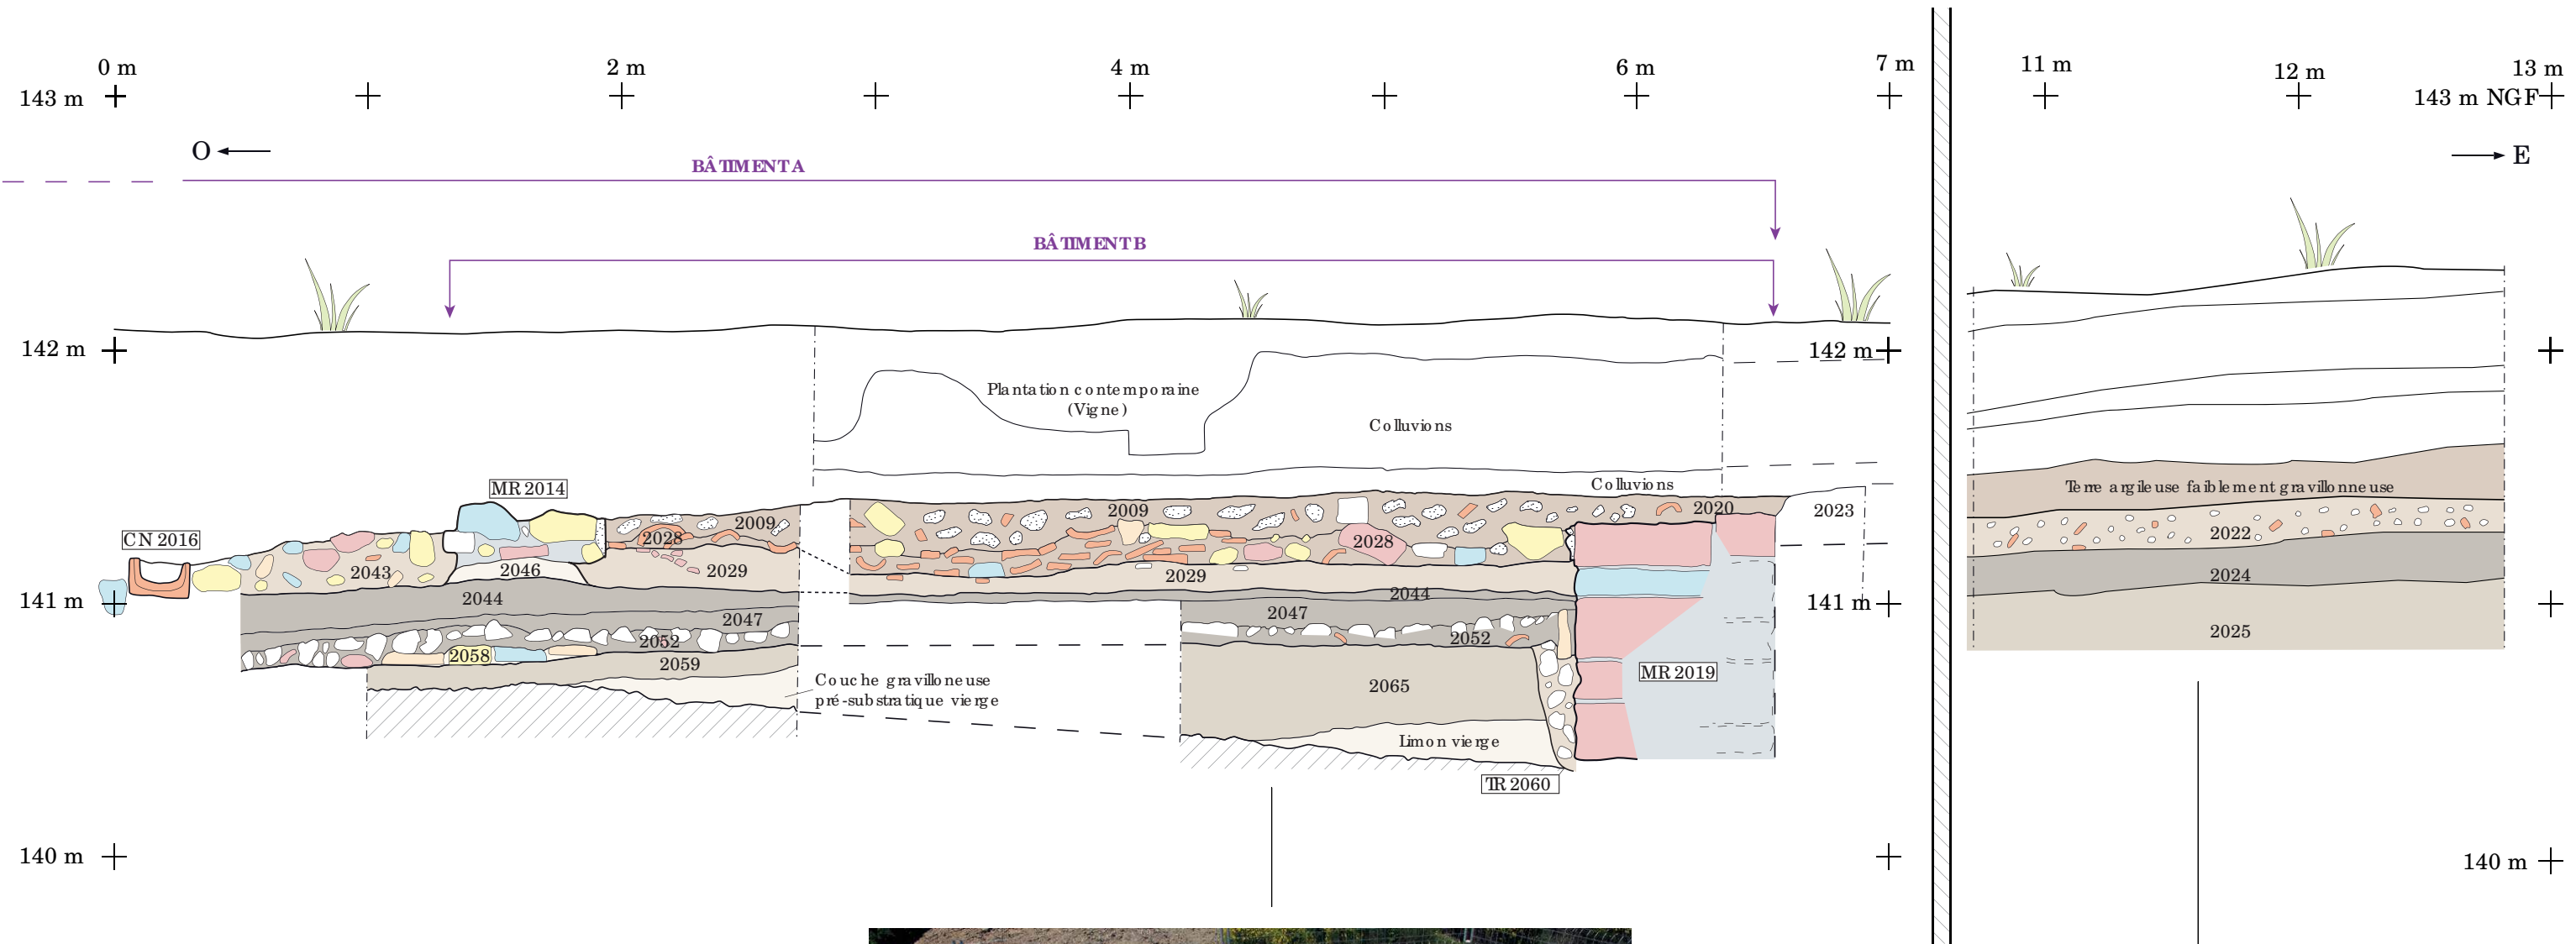 0 m
2 m
4 m
6 m
7 m
11 m
12 m
13 m
143 m
143 m NGF
O
E
BÂTIMENT A
BÂTIMENT B
142 m
142 m
Plantation contemporaine
(Vigne)
Colluvions
Colluvions
MR 2014
CN 2016
2009
2009
2020
2023
Terre argileuse faiblement gravillonneuse
2028
2028
2022
2043
2046
2029
2029
2024
2044
2044
141 m
141 m
2047
2047
2052
2052
2025
2058
2059
Couche gravilloneuse
pré-substratique vierge
2065
MR 2019
Limon vierge
TR 2060
140 m
140 m